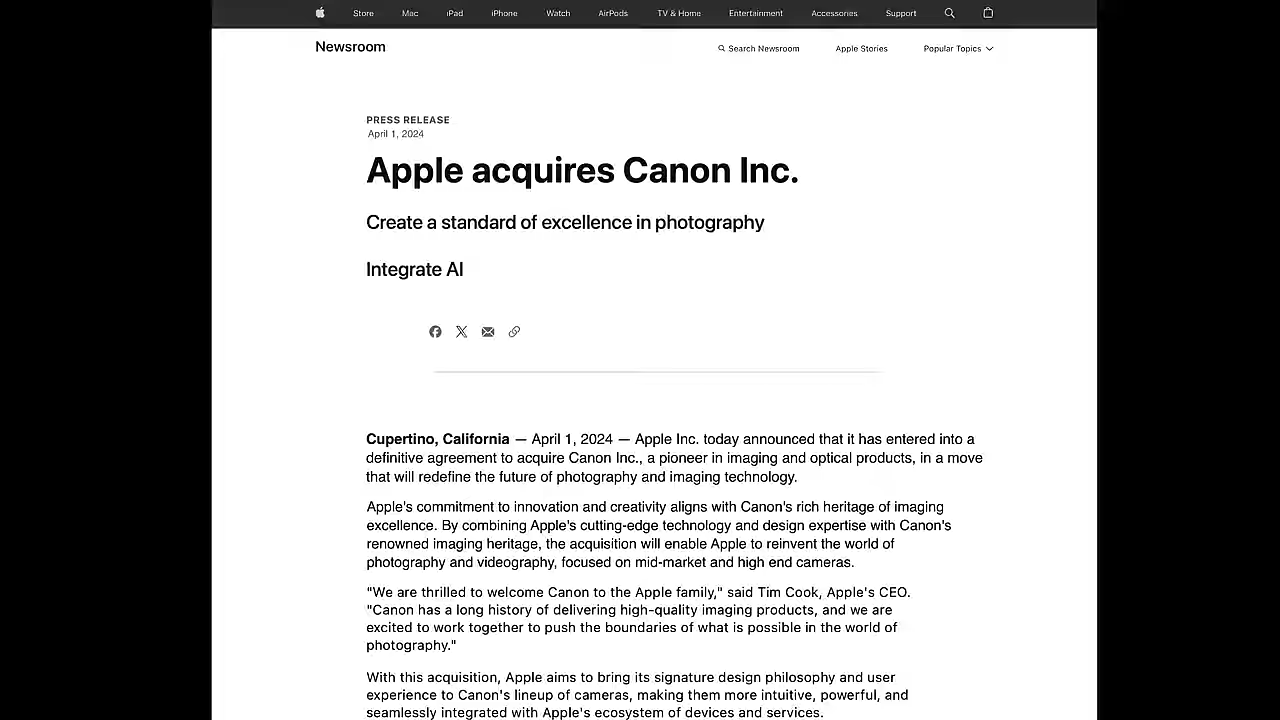 Store Mac iPad iPhone Watch AirPods TV & Home Entertainment Accessories Support
Newsroom
Search Newsroom Apple Stories Popular Topics
PRESS RELEASE
April 1, 2024
Apple acquires Canon Inc.
Create a standard of excellence in photography
Integrate AI
Cupertino, California — April 1, 2024 — Apple Inc. today announced that it has entered into a
definitive agreement to acquire Canon Inc., a pioneer in imaging and optical products, in a move
that will redefine the future of photography and imaging technology.
Apple's commitment to innovation and creativity aligns with Canon's rich heritage of imaging
excellence. By combining Apple's cutting-edge technology and design expertise with Canon's
renowned imaging heritage, the acquisition will enable Apple to reinvent the world of
photography and videography, focused on mid-market and high end cameras.
"We are thrilled to welcome Canon to the Apple family," said Tim Cook, Apple's CEO.
"Canon has a long history of delivering high-quality imaging products, and we are
excited to work together to push the boundaries of what is possible in the world of
photography."
With this acquisition, Apple aims to bring its signature design philosophy and user
experience to Canon's lineup of cameras, making them more intuitive, powerful, and
seamlessly integrated with Apple's ecosystem of devices and services.